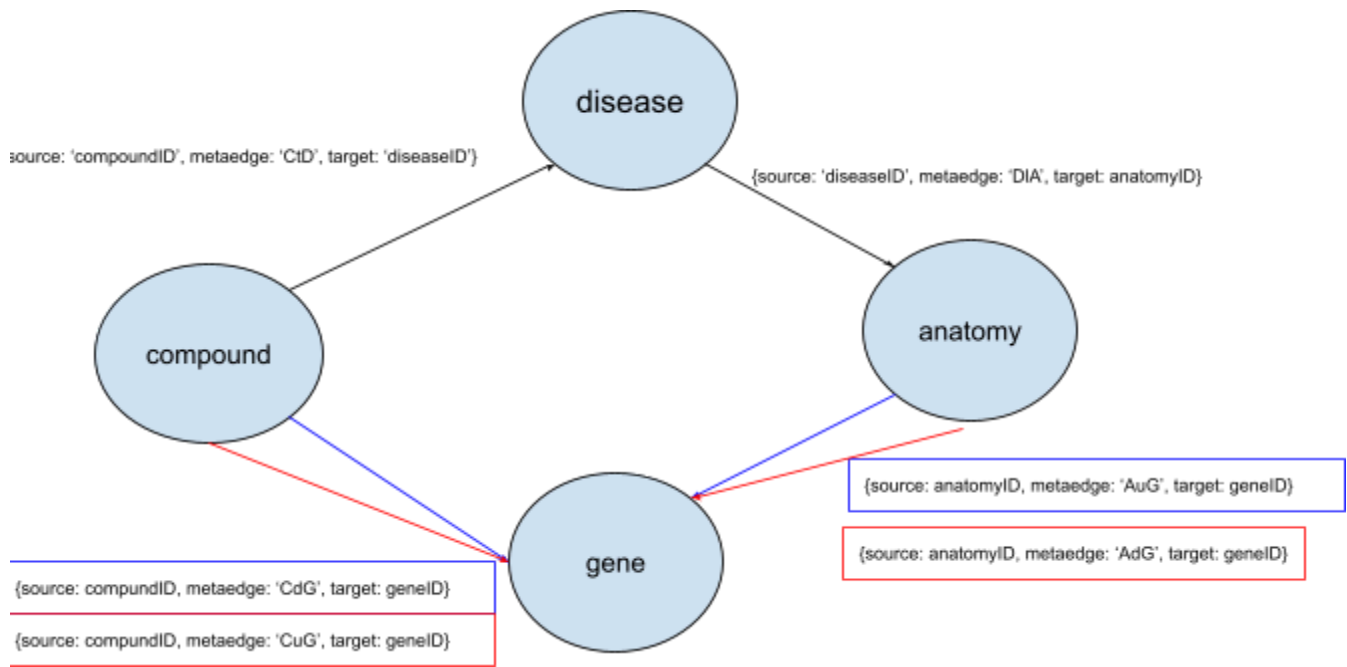 disease
source: ‘compoundID’, metaedge: ‘CtD’, target: ‘diseaseID’}
{source: ‘diseaseID’, metaedge: ‘DlA’, target: anatomyID}
compound
anatomy
{source: anatomyID, metaedge: ‘AuG’, target: geneID}
{source: anatomyID, metaedge: ‘AdG’, target: geneID}
gene
{source: compundID, metaedge: ‘CdG’, target: geneID}
{source: compundID, metaedge: ‘CuG’, target: geneID}